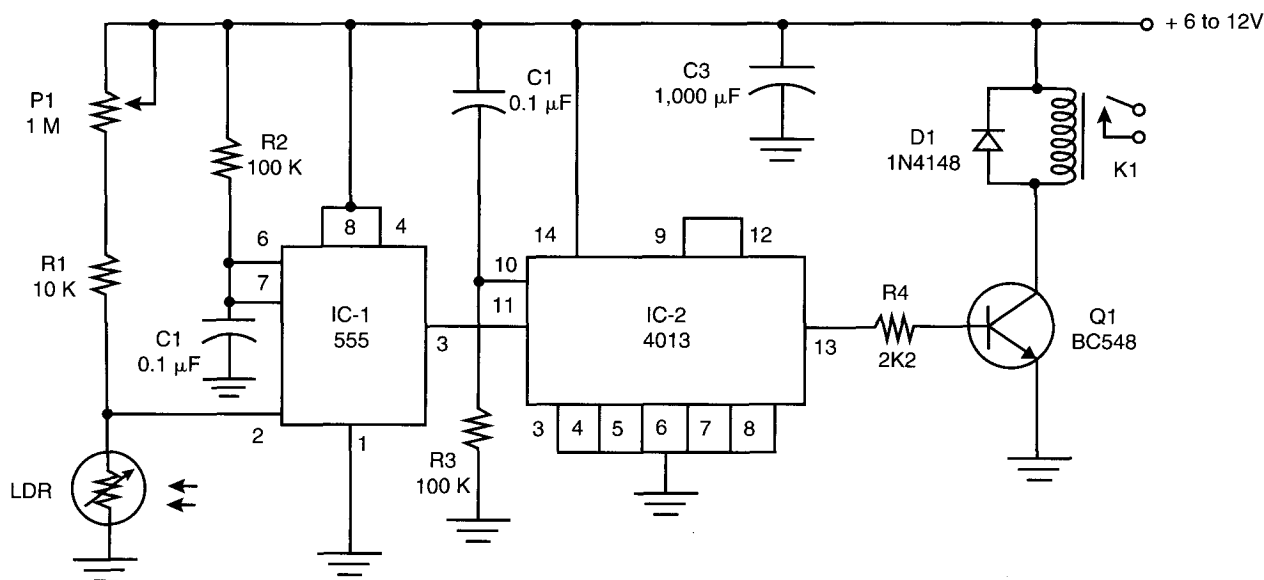 + 6 to 12V
P1
1 M
R2
100 K
C1
0.1 µF
C3
1,000 µF
D1
1N4148
K1
R1
10 K
C1
0.1 µF
6
7
8
4
IC-1
555
3
2
1
LDR
14
10
11
9
12
IC-2
4013
13
3
4
5
6
7
8
R3
100 K
R4
2K2
Q1
BC548